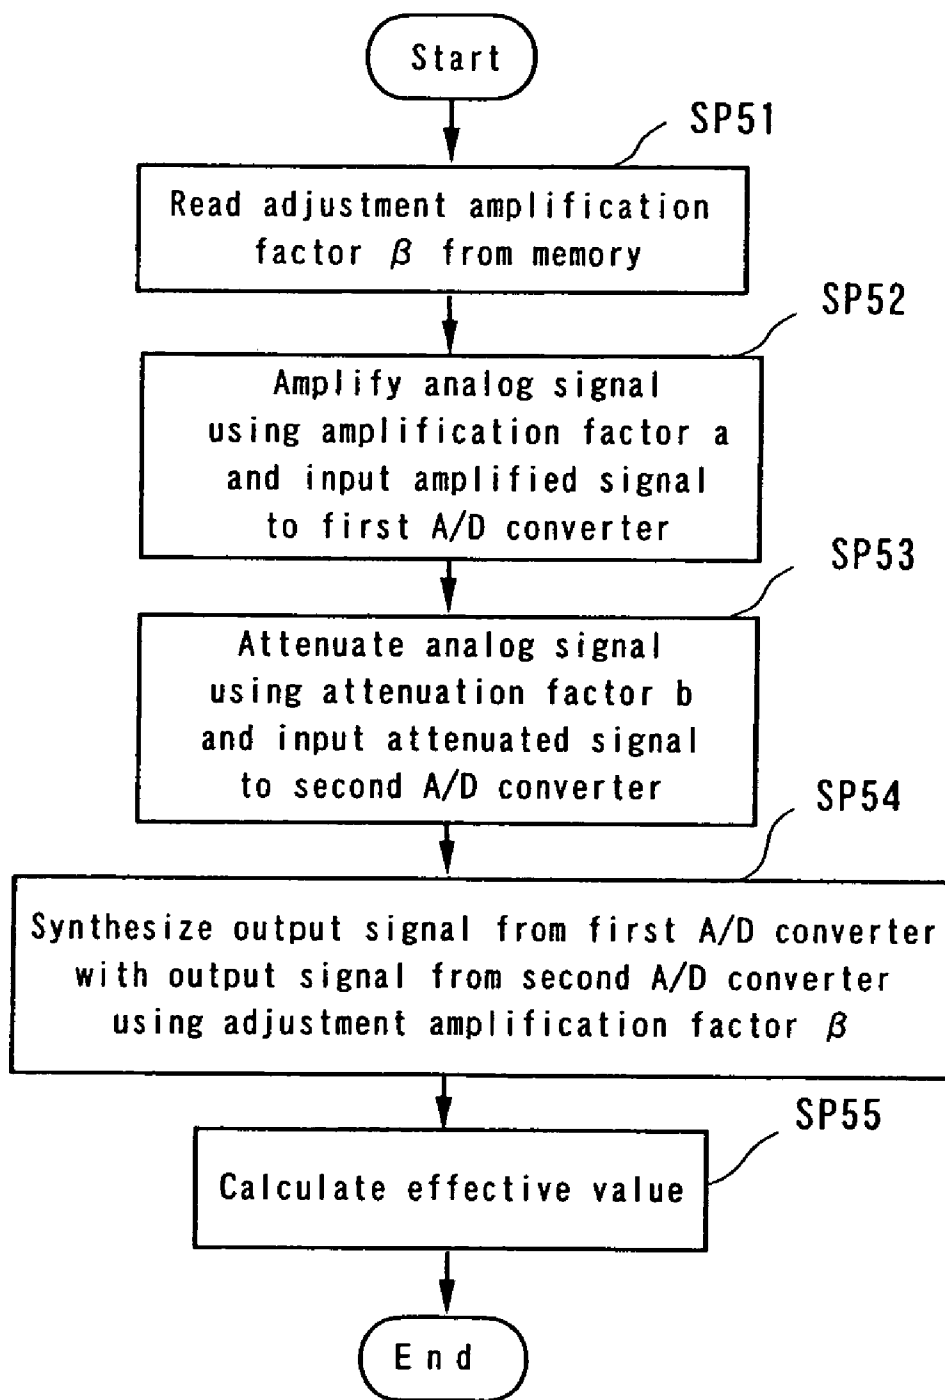 Start
SP51
Read adjustment amplification
factor β from memory
SP52
Amplify analog signal
using amplification factor a
and input amplified signal
to first A/D converter
SP53
Attenuate analog signal
using attenuation factor b
and input attenuated signal
to second A/D converter
SP54
Synthesize output signal from first A/D converter
with output signal from second A/D converter
using adjustment amplification factor β
SP55
Calculate effective value
End